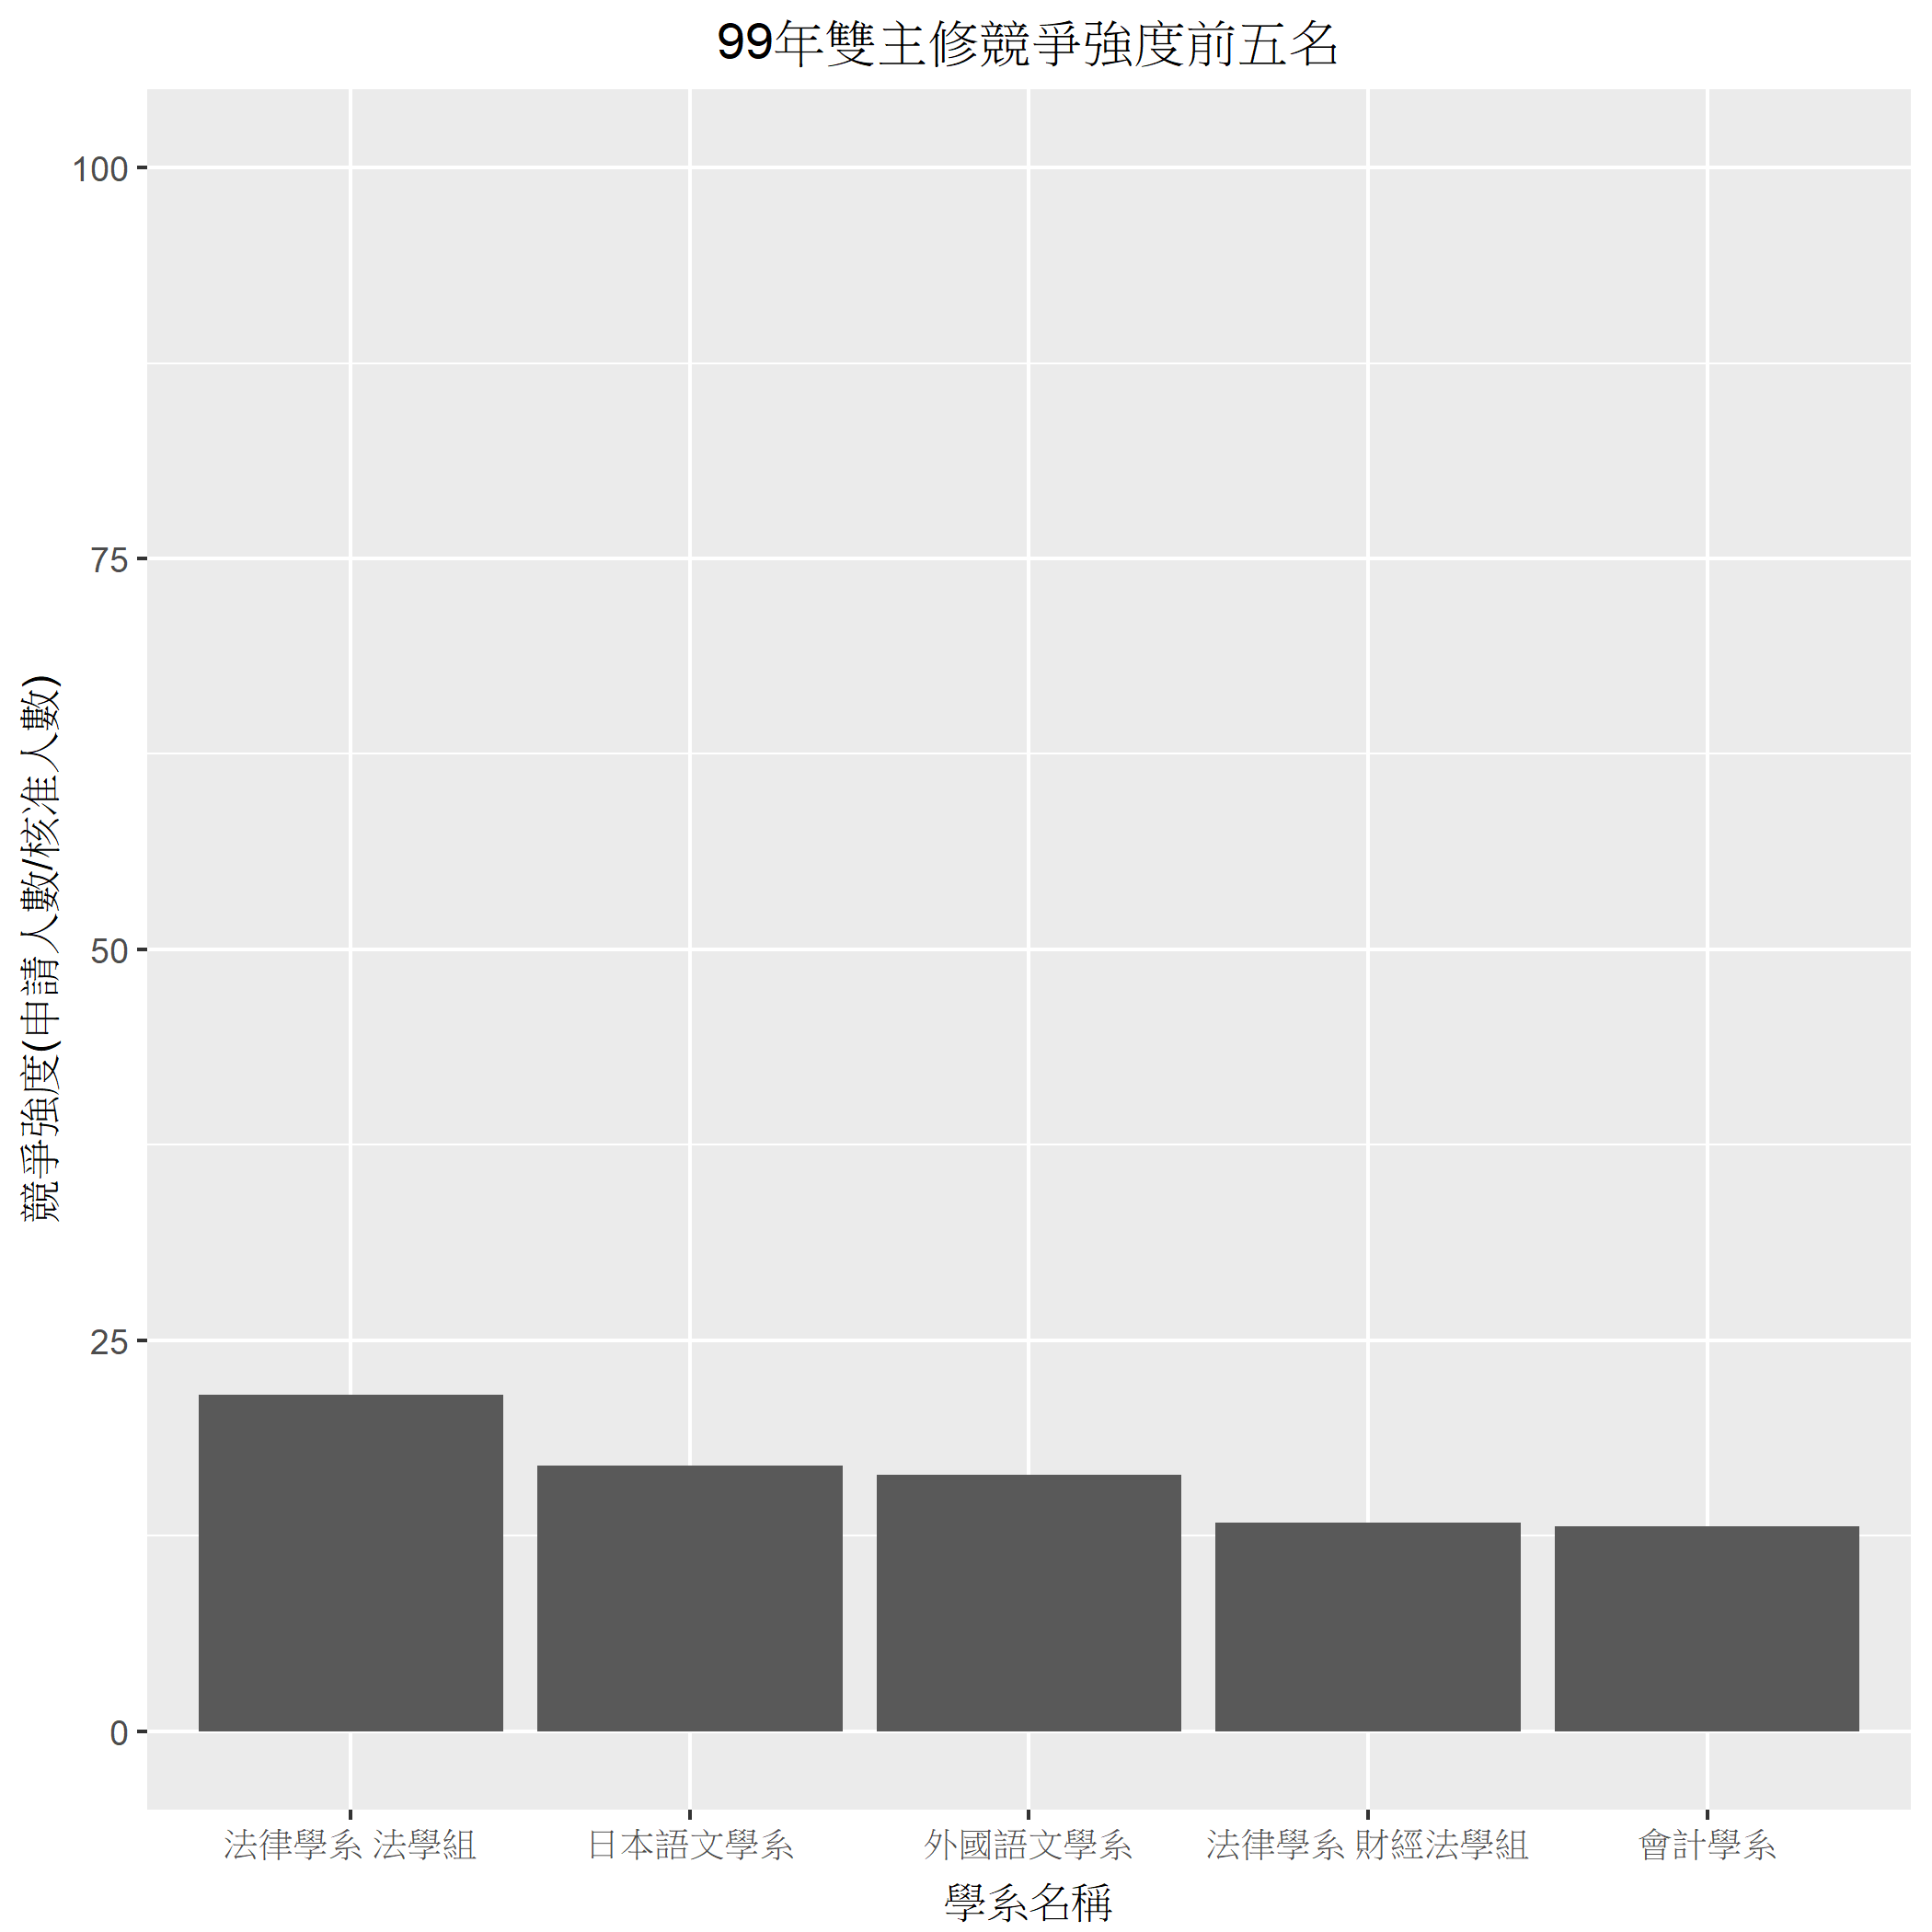 99年雙主修競爭強度前五名
競爭強度(申請人數/核准人數)
100
75
50
25
0
法律學系 法學組
日本語文學系
外國語文學系
法律學系 財經法學組
會計學系
學系名稱